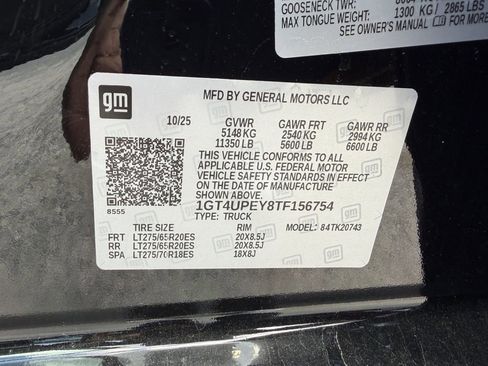 GOOSENECK TWR:
MAX TONGUE WEIGHT: 1300 KG / 2865 LBS
SEE OWNER'S MANUAL FOR MORE
gm
MFD BY GENERAL MOTORS LLC
10/25 GVWR GAWR FRT GAWR RR
5148 KG 2540 KG 2994 KG
11350 LB 5600 LB 6600 LB
THIS VEHICLE CONFORMS TO ALL
APPLICABLE U.S. FEDERAL MOTOR
VEHICLE SAFETY STANDARDS IN
EFFECT ON THE DATE OF MANUFACTURE
SHOWN ABOVE.
8555
1GT4UPEY8TF156754
TYPE: TRUCK
TIRE SIZE RIM MODEL: 84TK20743
FRT LT275/65R20ES 20X8.5J
RR LT275/65R20ES 20X8.5J
SPA LT275/70R18ES 18X8J